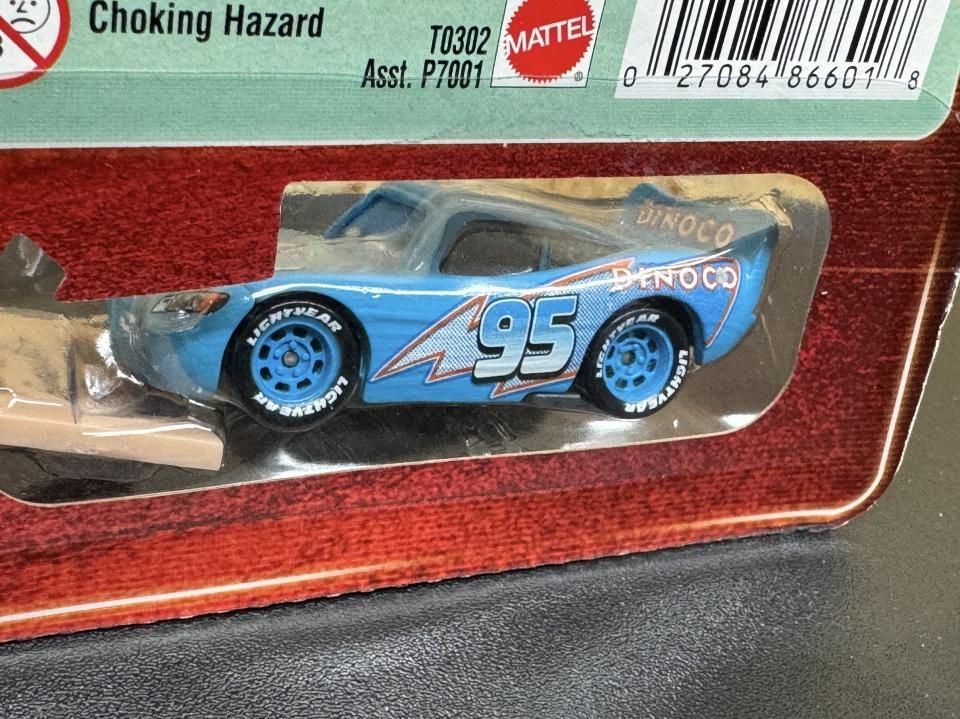 Choking Hazard
T0302
Asst. P7001
MATTEL
®
0 27084 86601 8
DINOCO
DINOCO
95
LIGHTYEAR
LIGHTYEAR
LIGHTYEAR
LIGHTYEAR